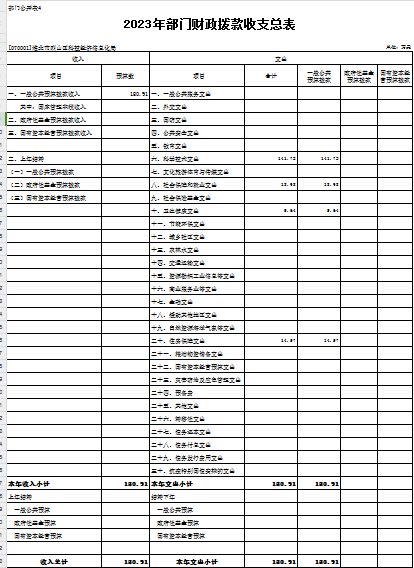 部门公开表4
2023年部门财政拨款收支总表
单位：万元
收入 支出
项目 预算数 项目 合计 一般公共预算拨款 政府性基金预算拨款 国有资本经营预算拨款
一、一般公共预算拨款收入 180.91 一、一般公共服务支出
其中：国库管理非税收入 二、外交支出
二、政府性基金预算拨款收入 三、国防支出
三、国有资本经营预算拨款收入 四、公共安全支出
五、教育支出
二、上年结转 六、科学技术支出 141.72 141.72
（一）一般公共预算拨款 七、文化旅游体育与传媒支出
（二）政府性基金预算拨款 八、社会保障和就业支出
（三）国有资本经营预算拨款 九、社会保险基金支出
十、卫生健康支出
十一、节能环保支出
十二、城乡社区支出
十三、农林水支出
十四、交通运输支出
十五、资源勘探工业信息等支出
十六、商业服务业等支出
十七、金融支出
十八、援助其他地区支出
十九、自然资源海洋气象等支出
二十、住房保障支出
二十一、粮油物资储备支出
二十二、国有资本经营预算支出
二十三、灾害防治及应急管理支出
二十四、预备费
二十五、其他支出
二十六、转移性支出
二十七、债务还本支出
二十八、债务付息支出
二十九、债务发行费用支出
三十、抗疫特别国债安排的支出
本年收入小计 180.91 本年支出小计 180.91 180.91
上年结转 结转下年
一般公共预算 一般公共预算
政府性基金预算 政府性基金预算
国有资本预算 国有资本预算
收入总计 180.91 本年支出小计 180.91 180.91